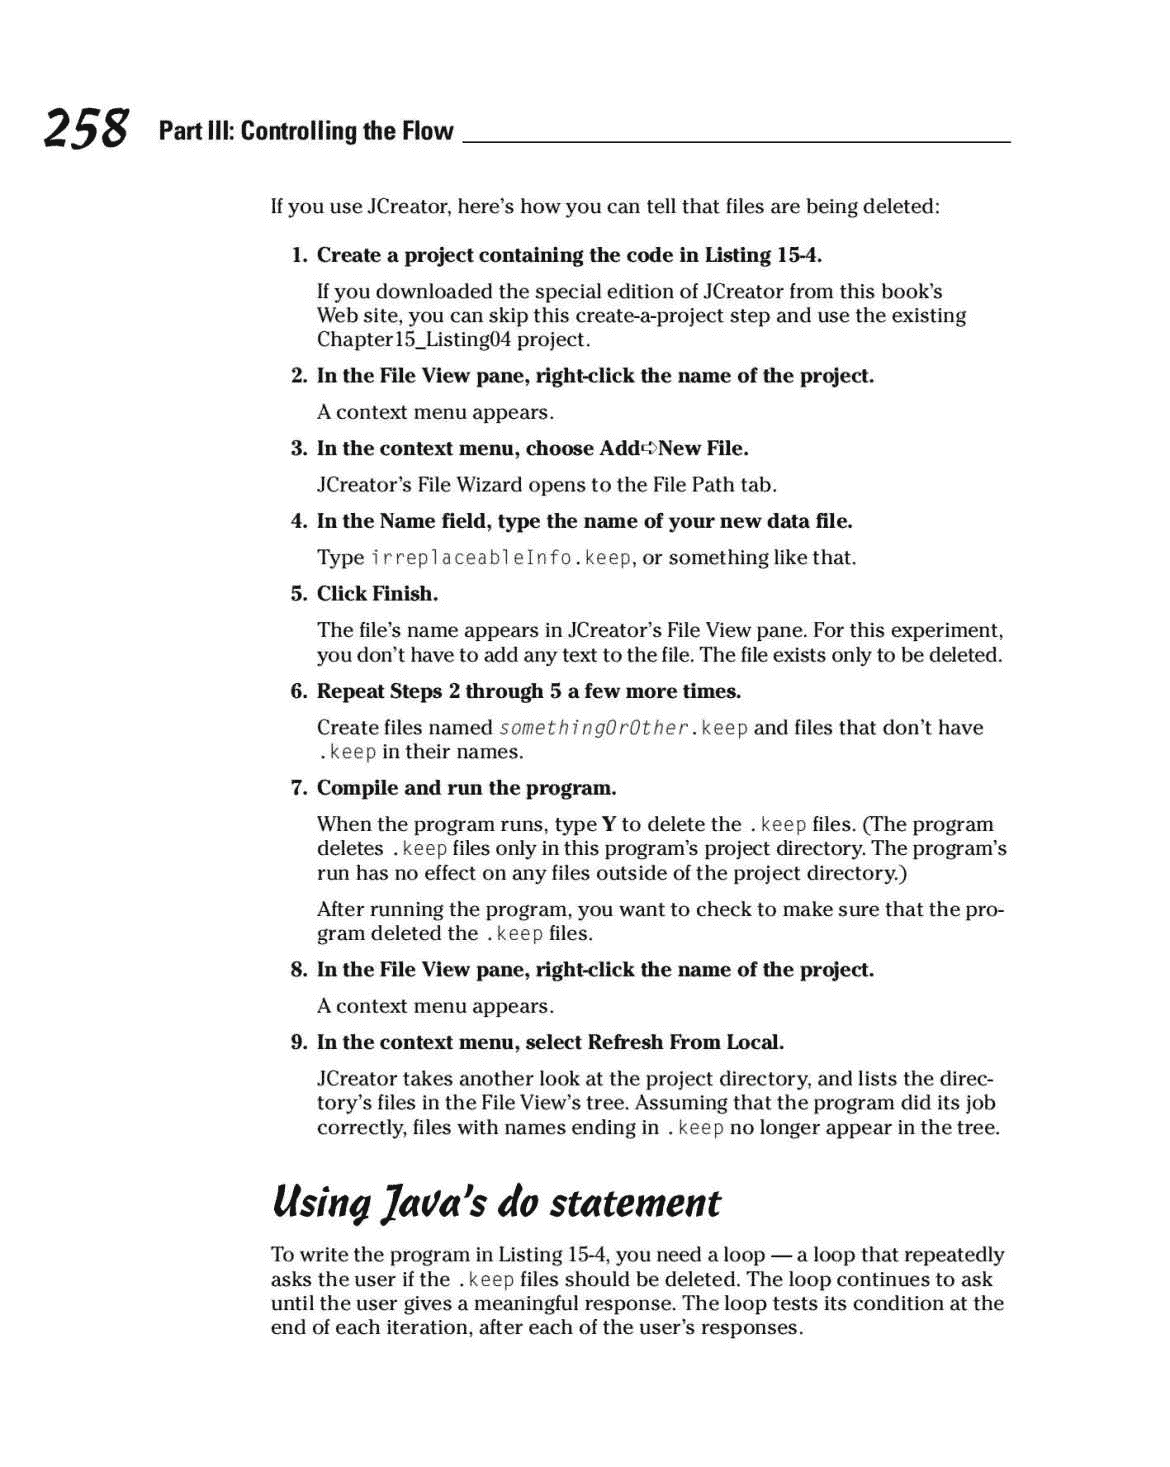 258 Part III: Controlling the Flow
If you use JCreator, here's how you can tell that files are being deleted:
1. Create a project containing the code in Listing 15-4.
If you downloaded the special edition of JCreator from this book's
Web site, you can skip this create-a-project step and use the existing
Chapter15_Listing04 project.
2. In the File View pane, right-click the name of the project.
A context menu appears.
3. In the context menu, choose Add➪New File.
JCreator's File Wizard opens to the File Path tab.
4. In the Name field, type the name of your new data file.
Type irreplaceableInfo.keep, or something like that.
5. Click Finish.
The file's name appears in JCreator's File View pane. For this experiment,
you don't have to add any text to the file. The file exists only to be deleted.
6. Repeat Steps 2 through 5 a few more times.
Create files named somethingOrOther.keep and files that don't have
.keep in their names.
7. Compile and run the program.
When the program runs, type Y to delete the .keep files. (The program
deletes .keep files only in this program's project directory. The program's
run has no effect on any files outside of the project directory.)
After running the program, you want to check to make sure that the pro-
gram deleted the .keep files.
8. In the File View pane, right-click the name of the project.
A context menu appears.
9. In the context menu, select Refresh From Local.
JCreator takes another look at the project directory, and lists the direc-
tory's files in the File View's tree. Assuming that the program did its job
correctly, files with names ending in .keep no longer appear in the tree.
Using Java's do statement
To write the program in Listing 15-4, you need a loop — a loop that repeatedly
asks the user if the .keep files should be deleted. The loop continues to ask
until the user gives a meaningful response. The loop tests its condition at the
end of each iteration, after each of the user's responses.